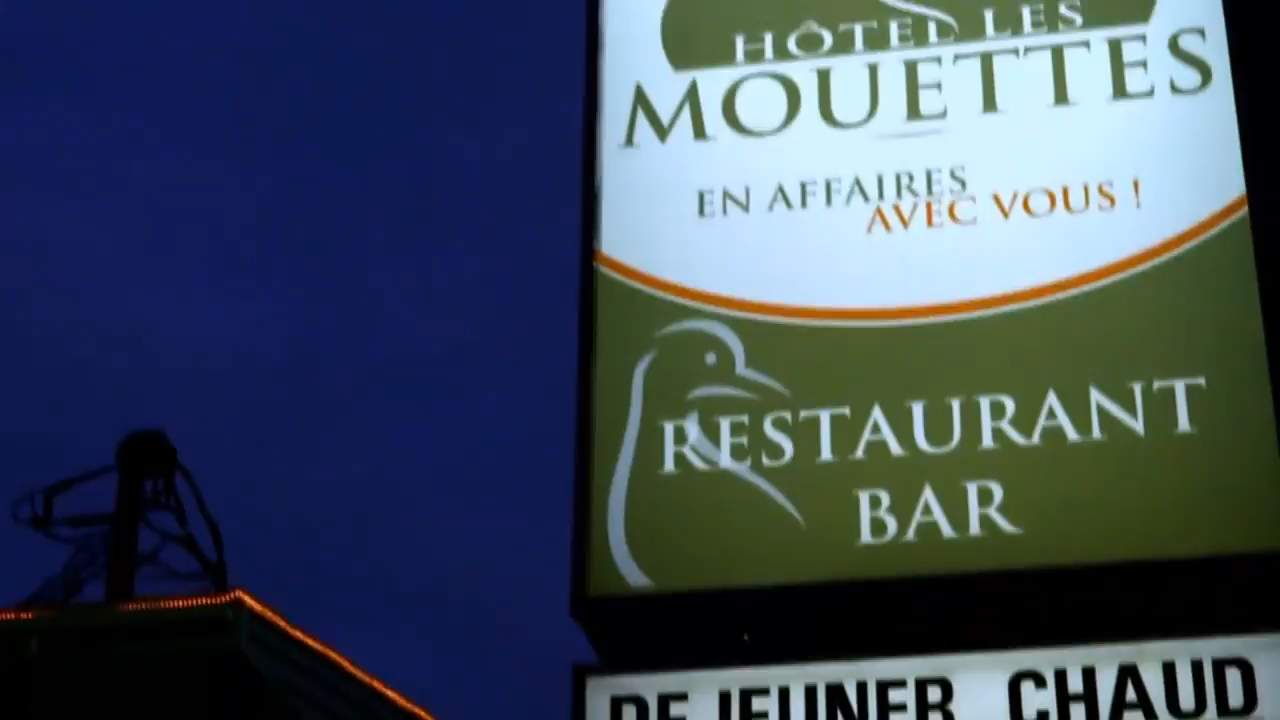 HÔTEL LES
MOUETTES
EN AFFAIRES
AVEC VOUS !
RESTAURANT
BAR
DEJEUNER CHAUD